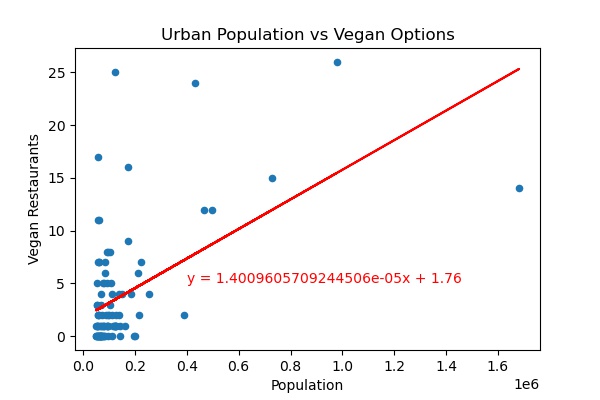 Urban Population vs Vegan Options
Vegan Restaurants
25
20
15
10
5
0
y = 1.4009605709244506e-05x + 1.76
0.0 0.2 0.4 0.6 0.8 1.0 1.2 1.4 1.6
1e6
Population